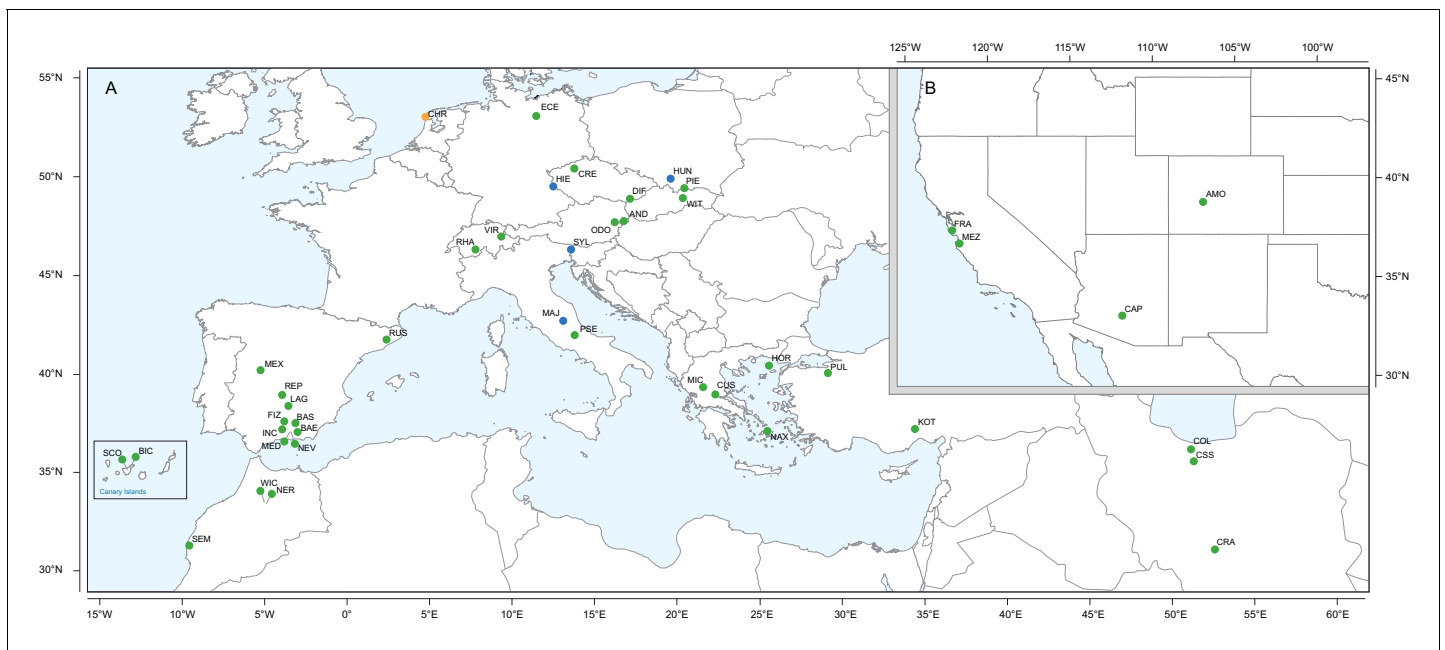 125°W 120°W 115°W 110°W 105°W 100°W
A
B
55°N
50°N
45°N
40°N
35°N
30°N
45°N
40°N
35°N
30°N
CHR
ECE
CRE
HIE
HUN
PIE
DIF
WIT
AND
ODO
VIR
RHA
SYL
MAJ
PSE
RUS
MEX
REP
LAG
FIZ
BAS
INC
BAE
MED
NEV
SCO
BIC
Canary Islands
WIC
NER
SEM
HOR
PUL
MIC
CUS
NAX
KOT
COL
CSS
CRA
AMO
FRA
MEZ
CAP
15°W 10°W 5°W 0° 5°E 10°E 15°E 20°E 25°E 30°E 35°E 40°E 45°E 50°E 55°E 60°E